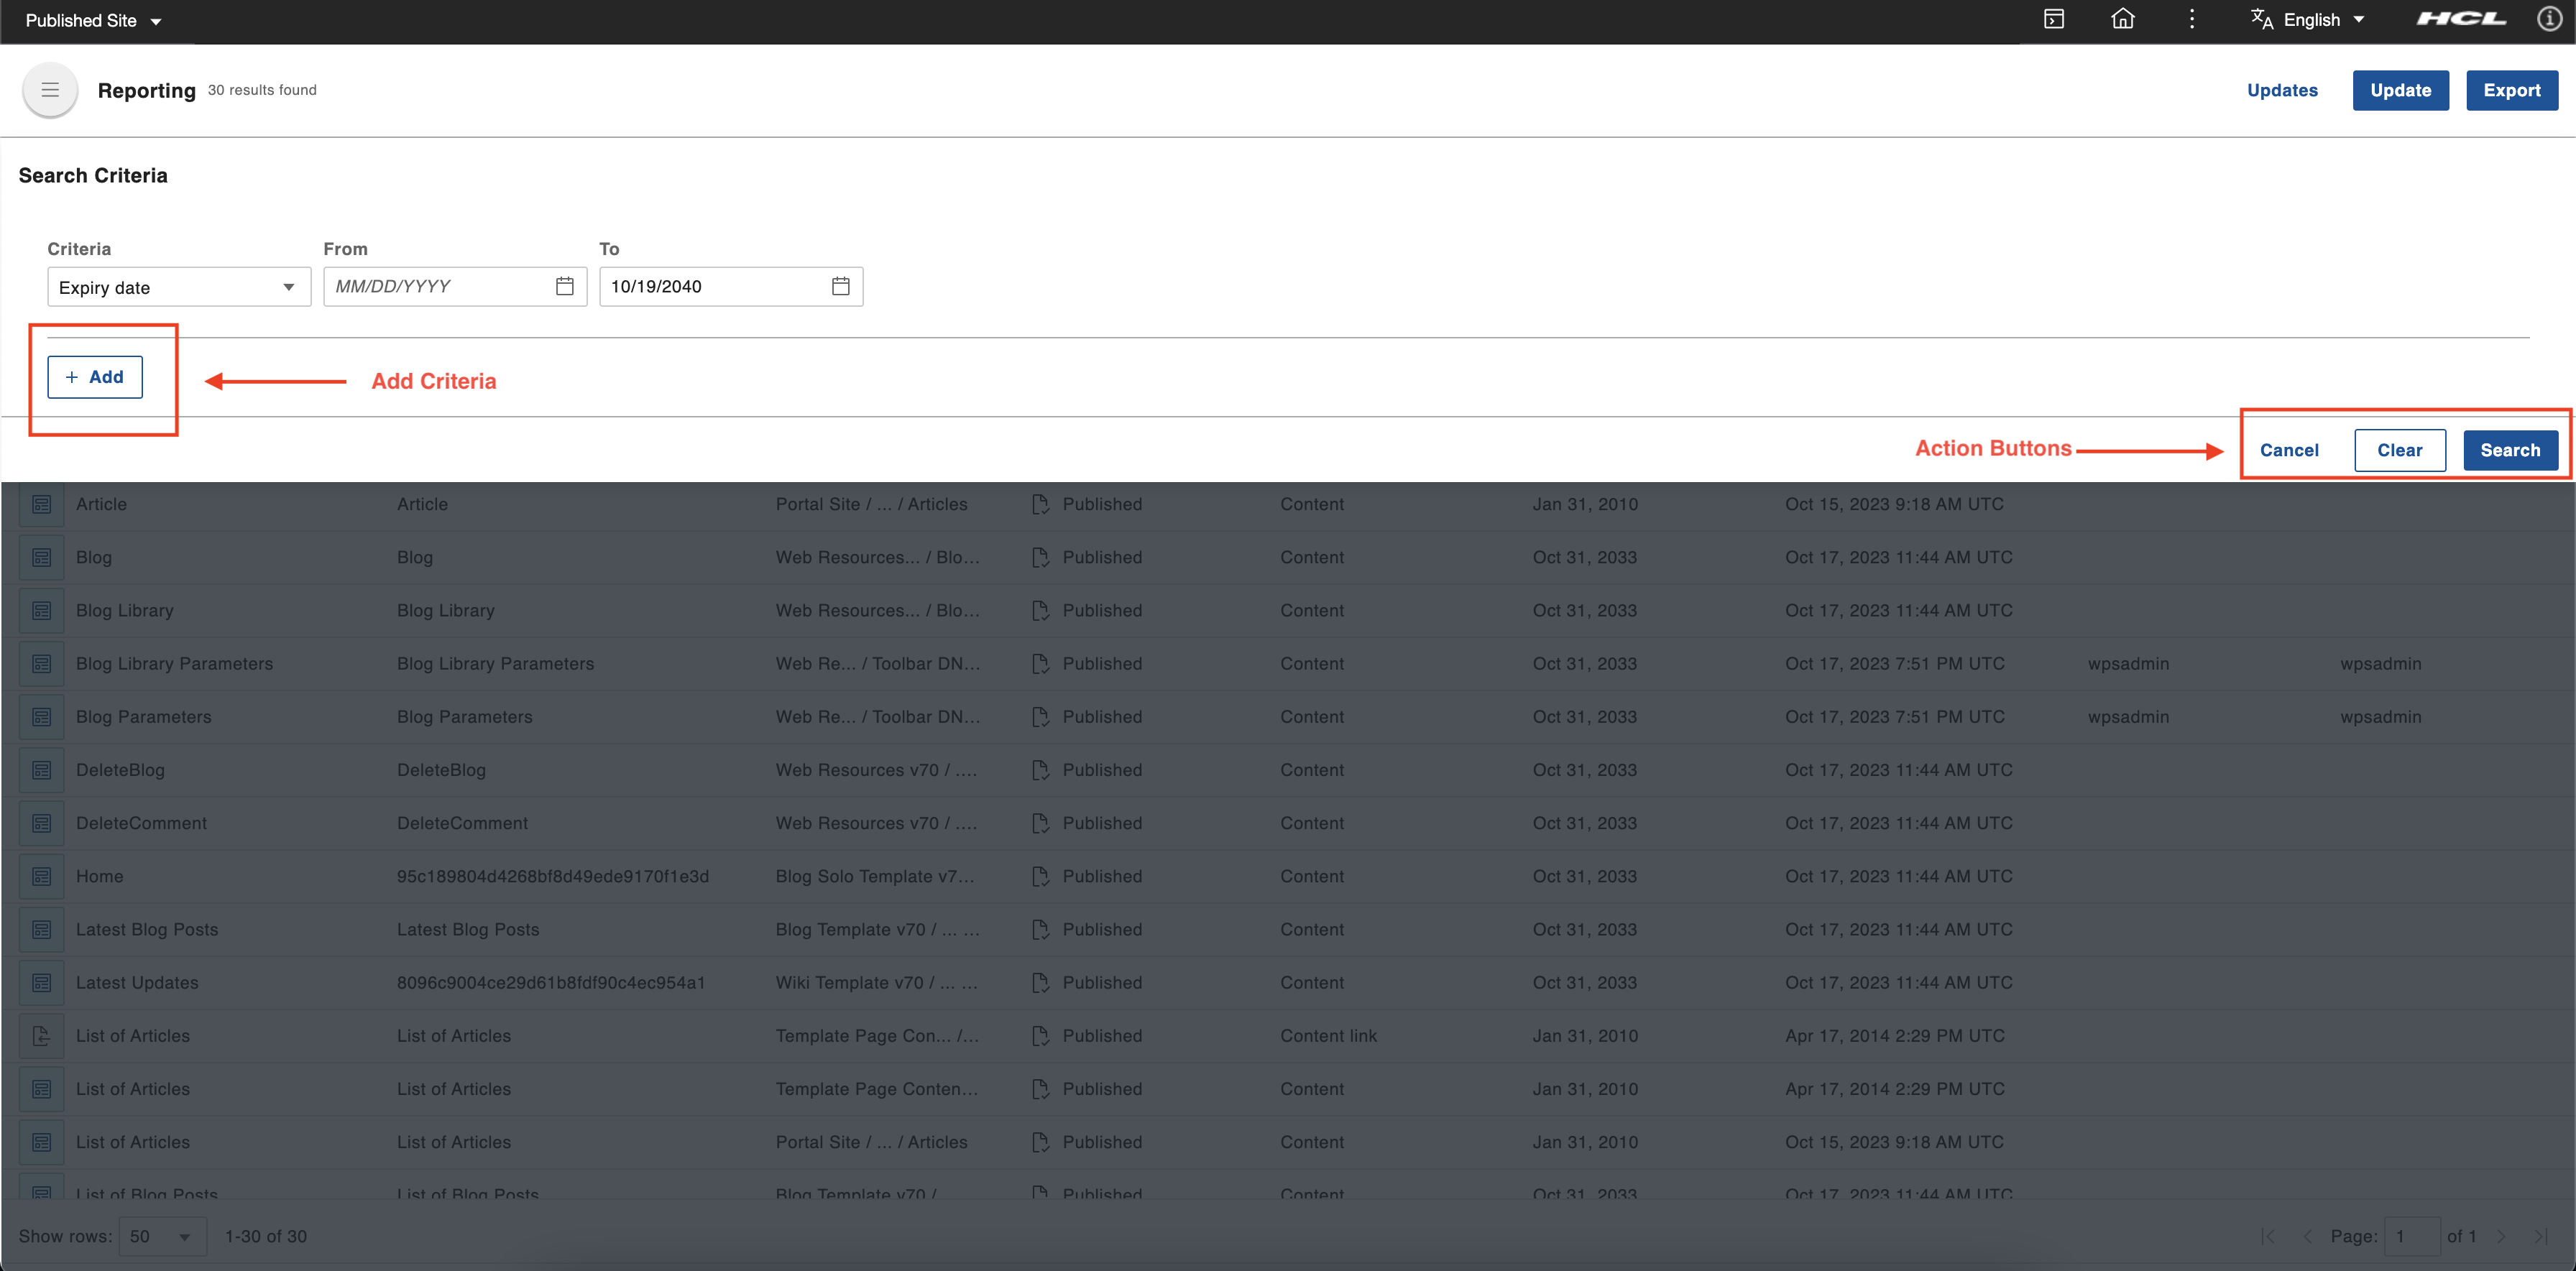 Published Site English HCL
Reporting 30 results found Updates Update Export
Search Criteria
Criteria From To
Expiry date MM/DD/YYYY 10/19/2040
+ Add Add Criteria
Action Buttons Cancel Clear Search
Article Article Portal Site / ... / Articles Published Content Jan 31, 2010 Oct 15, 2023 9:18 AM UTC
Blog Blog Web Resources... / Blo... Published Content Oct 31, 2033 Oct 17, 2023 11:44 AM UTC
Blog Library Blog Library Web Resources... / Blo... Published Content Oct 31, 2033 Oct 17, 2023 11:44 AM UTC
Blog Library Parameters Blog Library Parameters Web Re... / Toolbar DN... Published Content Oct 31, 2033 Oct 17, 2023 7:51 PM UTC wpsadmin wpsadmin
Blog Parameters Blog Parameters Web Re... / Toolbar DN... Published Content Oct 31, 2033 Oct 17, 2023 7:51 PM UTC wpsadmin wpsadmin
DeleteBlog DeleteBlog Web Resources v70 / .... Published Content Oct 31, 2033 Oct 17, 2023 11:44 AM UTC
DeleteComment DeleteComment Web Resources v70 / .... Published Content Oct 31, 2033 Oct 17, 2023 11:44 AM UTC
Home 95c189804d4268bf8d49ede9170f1e3d Blog Solo Template v7... Published Content Oct 31, 2033 Oct 17, 2023 11:44 AM UTC
Latest Blog Posts Latest Blog Posts Blog Template v70 / ... ... Published Content Oct 31, 2033 Oct 17, 2023 11:44 AM UTC
Latest Updates 8096c9004ce29d61b8fdf90c4ec954a1 Wiki Template v70 / ... ... Published Content Oct 31, 2033 Oct 17, 2023 11:44 AM UTC
List of Articles List of Articles Template Page Con... /... Published Content link Jan 31, 2010 Apr 17, 2014 2:29 PM UTC
List of Articles List of Articles Template Page Conten... Published Content Jan 31, 2010 Apr 17, 2014 2:29 PM UTC
List of Articles List of Articles Portal Site / ... / Articles Published Content Jan 31, 2010 Oct 15, 2023 9:18 AM UTC
List of Blog Posts List of Blog Posts Blog Template v70 / Published Content Oct 31, 2033 Oct 17, 2023 11:44 AM UTC
Show rows: 50 1-30 of 30 Page: 1 of 1